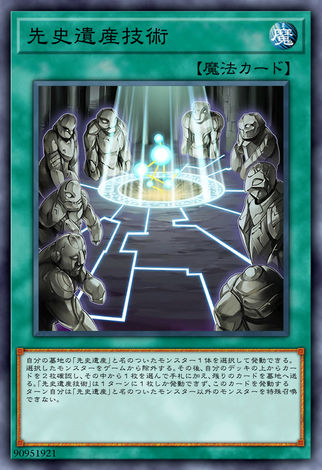 先史遺産技術
魔
【魔法カード】
自分の墓地の「先史遺産」と名のついたモンスター１体を選択して発動できる。
選択したモンスターをゲームから除外する。その後、自分のデッキの上からカー
ドを２枚確認し、その中から１枚を選んで手札に加え、残りのカードを墓地へ送
る。「先史遺産技術」は１ターンに１枚しか発動できず、このカードを発動する
ターン自分は「先史遺産」と名のついたモンスター以外のモンスターを特殊召喚
できない。
90951921